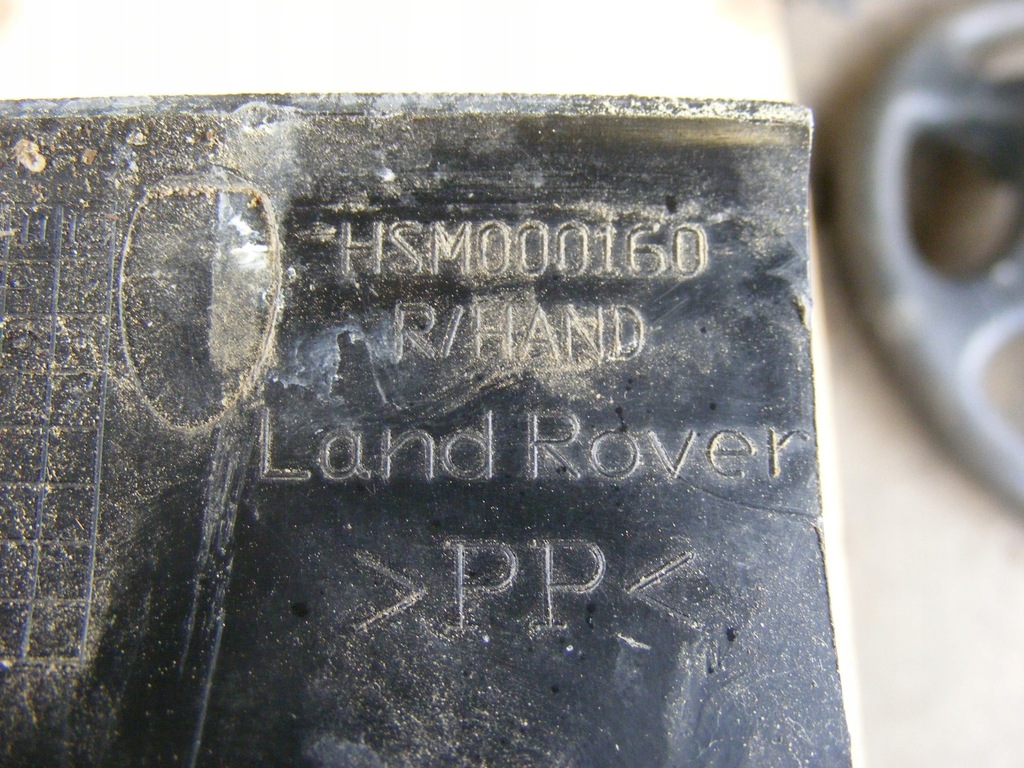 HSM000160
R/HAND
Land Rover
>PP<